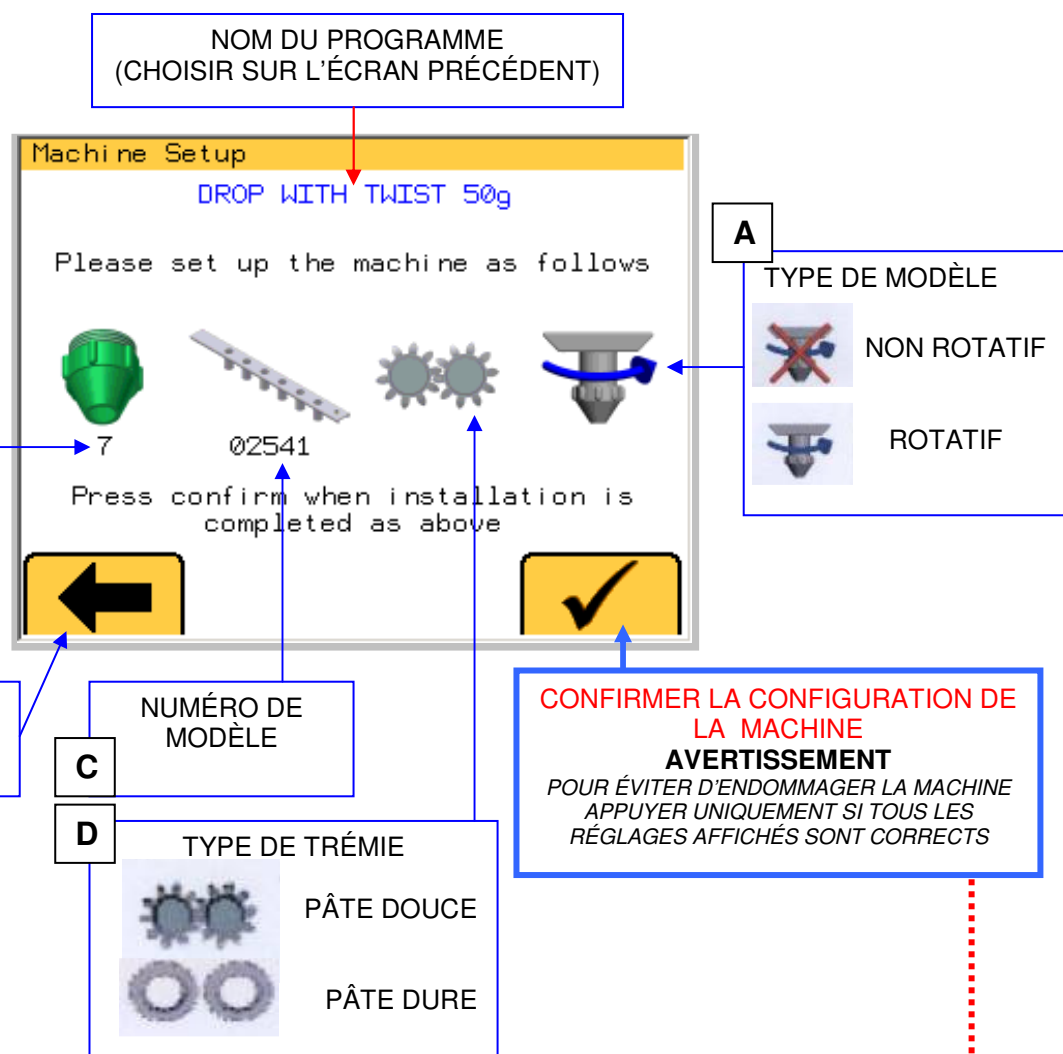 NOM DU PROGRAMME
(CHOISIR SUR L'ÉCRAN PRÉCÉDENT)
Machine Setup
DROP WITH TWIST 50g
Please set up the machine as follows
7
02541
Press confirm when installation is
completed as above
A
TYPE DE MODÈLE
NON ROTATIF
ROTATIF
C
NUMÉRO DE
MODÈLE
D
TYPE DE TRÉMIE
PÂTE DOUCE
PÂTE DURE
CONFIRMER LA CONFIGURATION DE
LA MACHINE
AVERTISSEMENT
POUR ÉVITER D'ENDOMMAGER LA MACHINE
APPUYER UNIQUEMENT SI TOUS LES
RÉGLAGES AFFICHÉS SONT CORRECTS